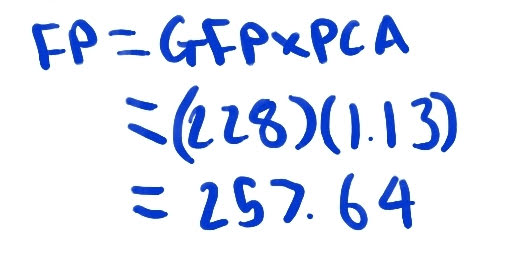 FP = GFP×PCA
= (228)(1.13)
= 257.64